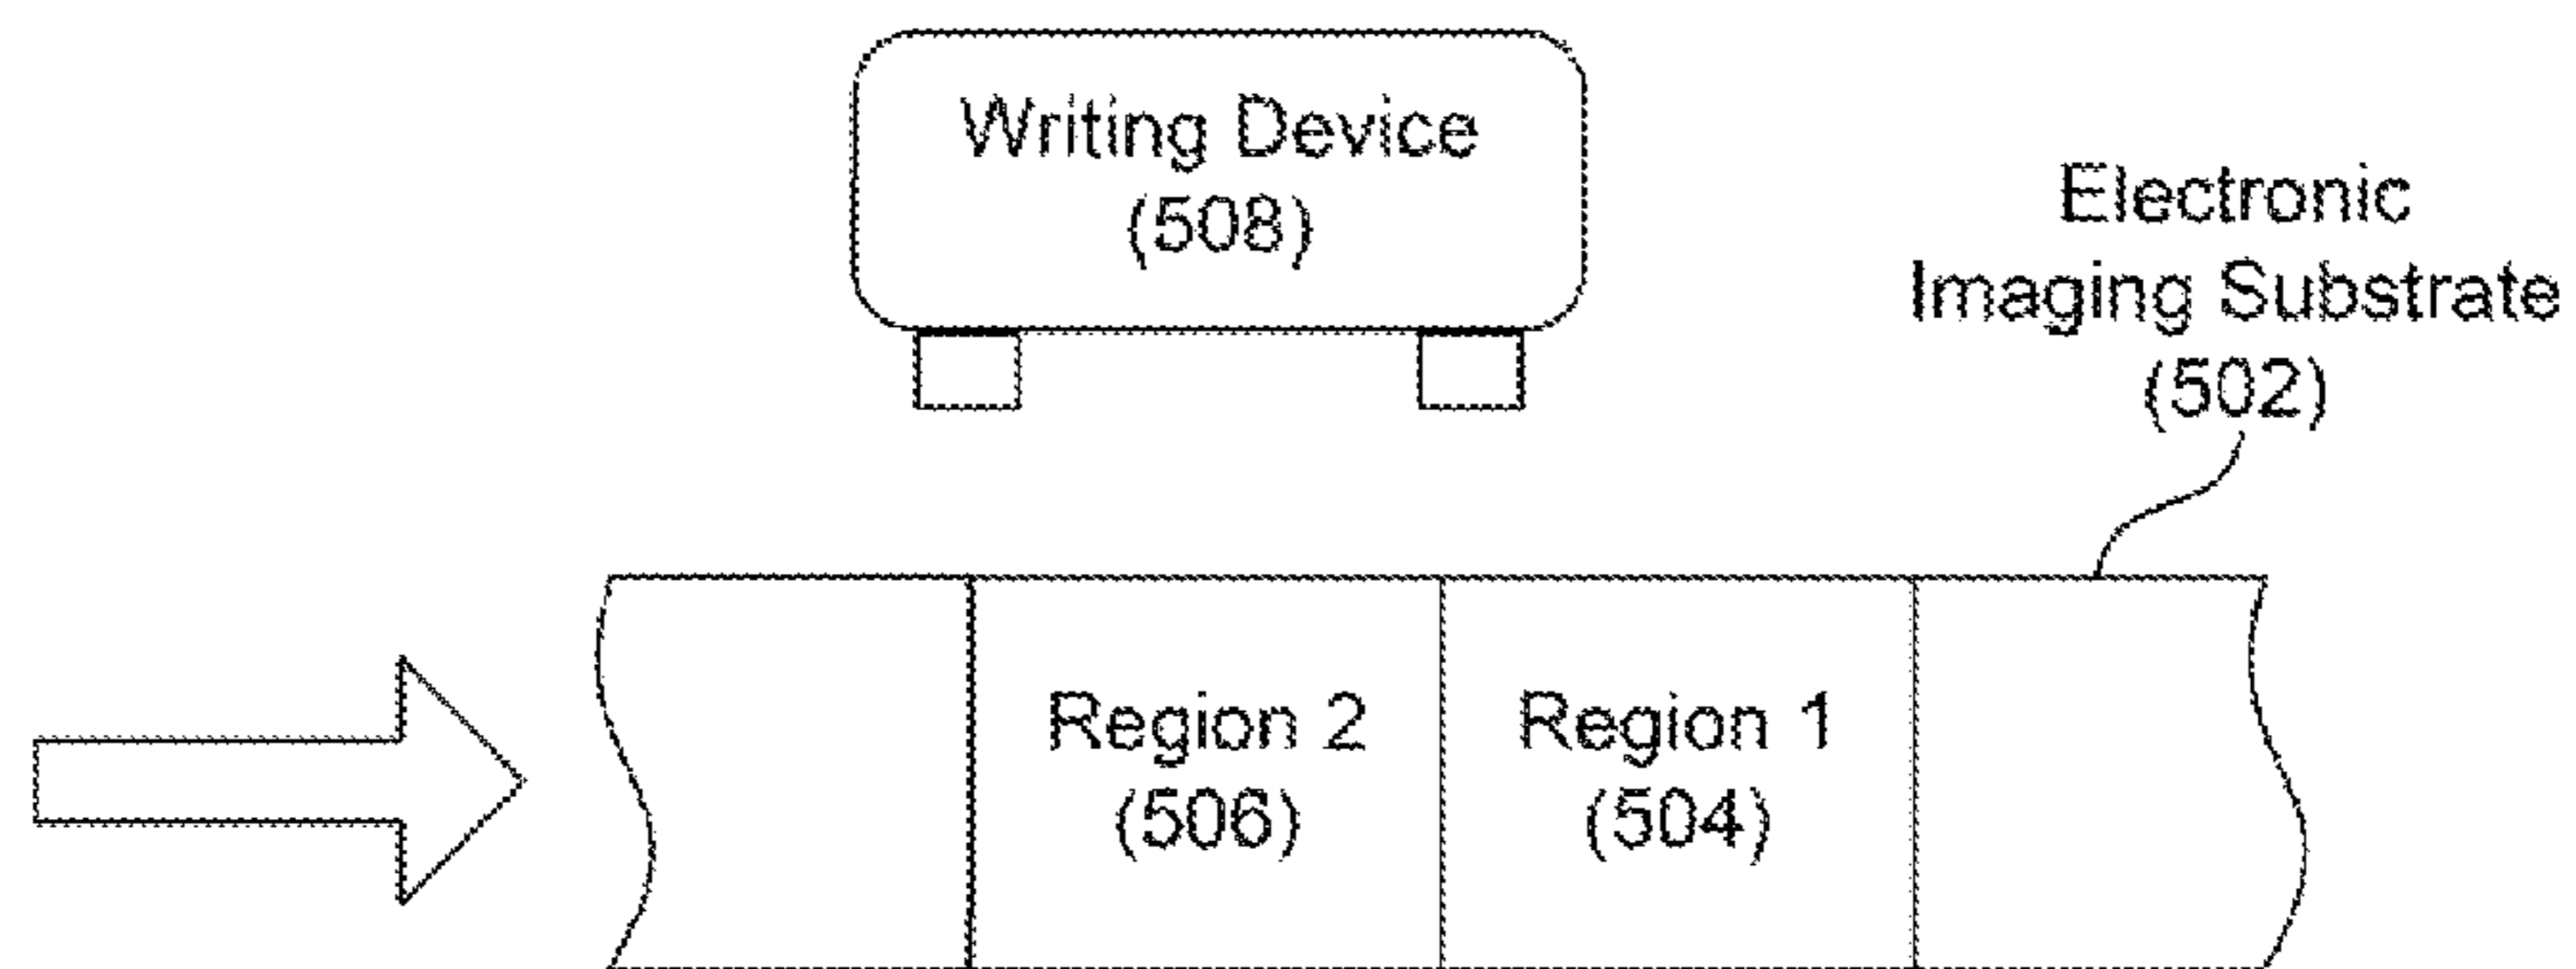 Writing Device
(508)
Electronic
Imaging Substrate
(502)
Region 2
(506)
Region 1
(504)